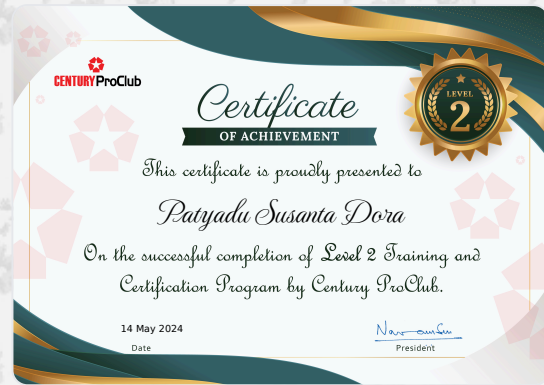 CENTURY ProClub
LEVEL
2
Certificate
OF ACHIEVEMENT
This certificate is proudly presented to
Patyadu Susanta Dora
On the successful completion of Level 2 Training and
Certification Program by Century ProClub.
14 May 2024
Date
President